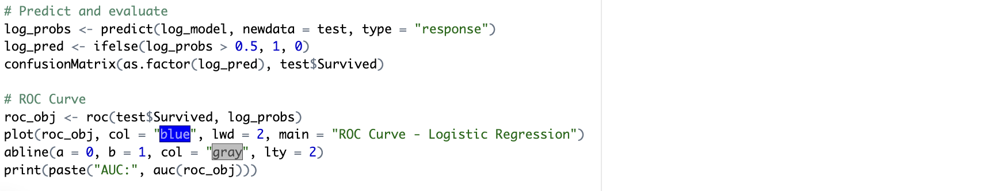 # Predict and evaluate
log_probs <- predict(log_model, newdata = test, type = "response")
log_pred <- ifelse(log_probs > 0.5, 1, 0)
confusionMatrix(as.factor(log_pred), test$Survived)

# ROC Curve
roc_obj <- roc(test$Survived, log_probs)
plot(roc_obj, col = "blue", lwd = 2, main = "ROC Curve - Logistic Regression")
abline(a = 0, b = 1, col = "gray", lty = 2)
print(paste("AUC:", auc(roc_obj)))